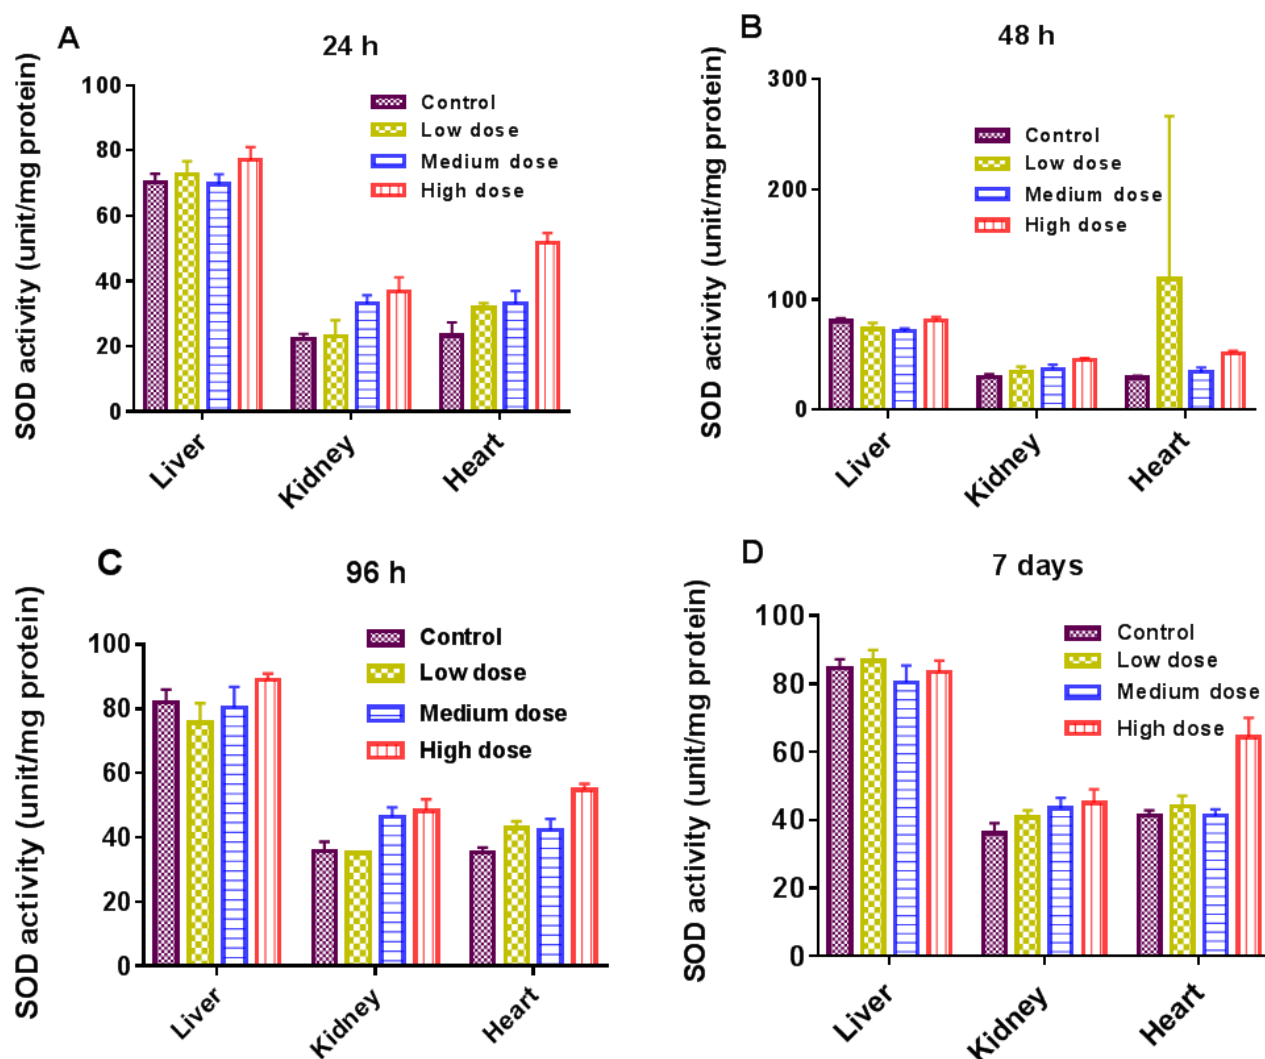 A
24 h
SOD activity (unit/mg protein)
100
80
60
40
20
0
Control
Low dose
Medium dose
High dose
Liver
Kidney
Heart
B
48 h
SOD activity (unit/mg protein)
300
200
100
0
Control
Low dose
Medium dose
High dose
Liver
Kidney
Heart
C
96 h
SOD activity (unit/mg protein)
100
80
60
40
20
0
Control
Low dose
Medium dose
High dose
Liver
Kidney
Heart
D
7 days
SOD activity (unit/mg protein)
100
80
60
40
20
0
Control
Low dose
Medium dose
High dose
Liver
Kidney
Heart